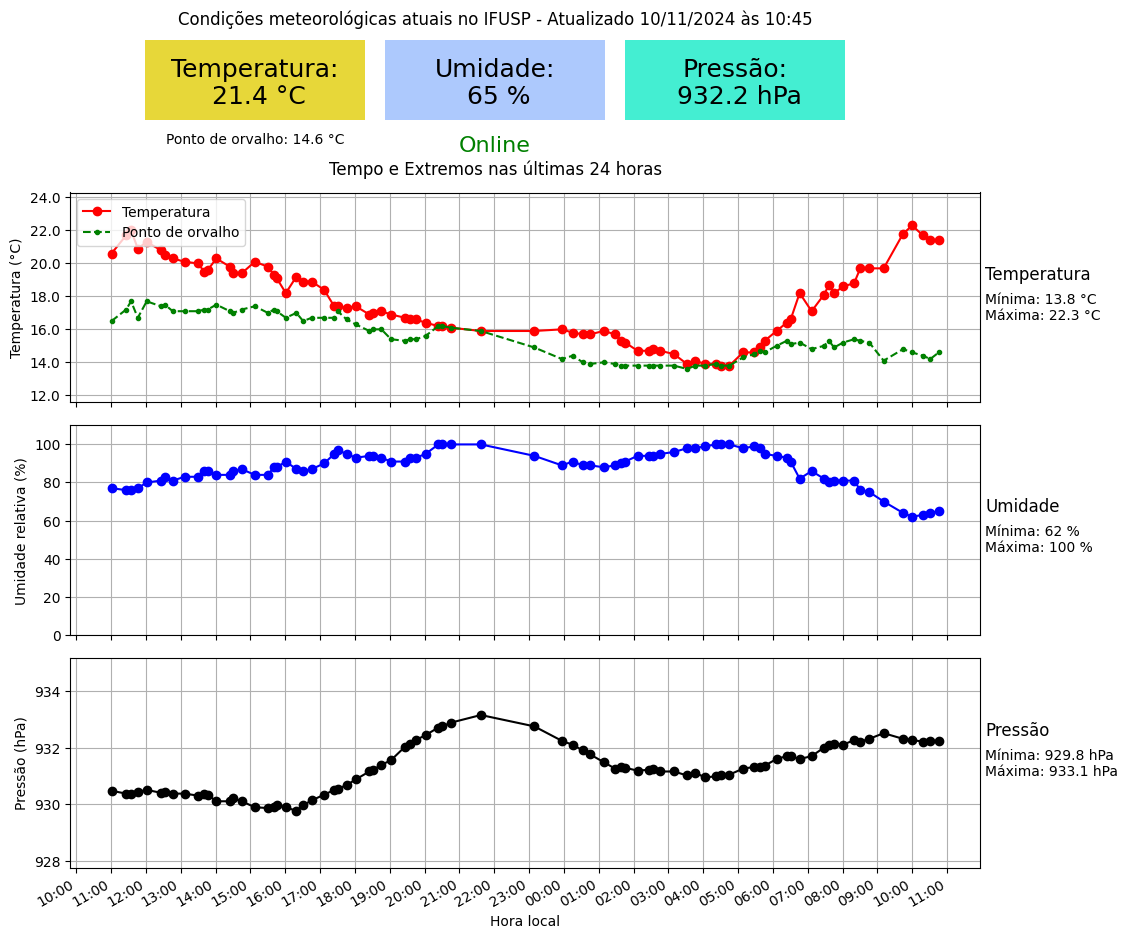 Condições meteorológicas atuais no IFUSP - Atualizado 10/11/2024 às 10:45
Temperatura:
21.4 °C
Umidade:
65 %
Pressão:
932.2 hPa
Ponto de orvalho: 14.6 °C
Online
Tempo e Extremos nas últimas 24 horas
Temperatura (°C)
24.0
22.0
20.0
18.0
16.0
14.0
12.0
Temperatura
Ponto de orvalho
Temperatura
Mínima: 13.8 °C
Máxima: 22.3 °C
Umidade relativa (%)
100
80
60
40
20
0
Umidade
Mínima: 62 %
Máxima: 100 %
Pressão (hPa)
934
932
930
928
Pressão
Mínima: 929.8 hPa
Máxima: 933.1 hPa
10:00
11:00
12:00
13:00
14:00
15:00
16:00
17:00
18:00
19:00
20:00
21:00
22:00
23:00
00:00
01:00
02:00
03:00
04:00
05:00
06:00
07:00
08:00
09:00
10:00
11:00
Hora local